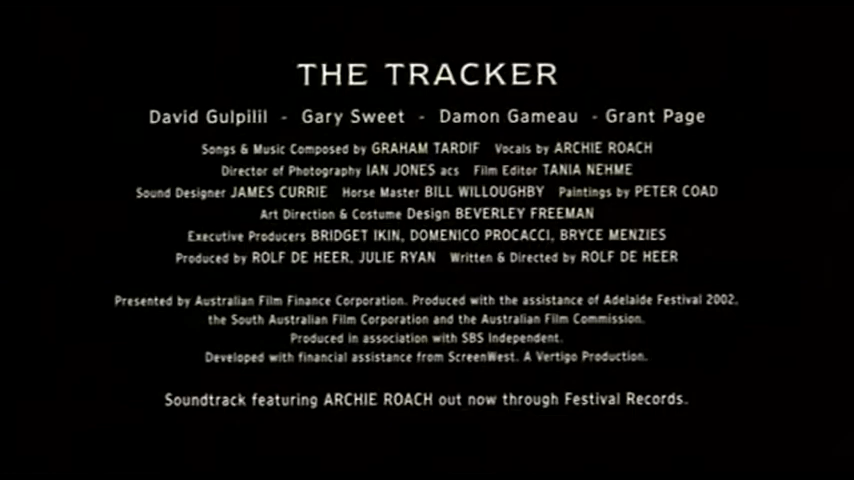 THE TRACKER
David Gulpilil - Gary Sweet - Damon Gameau - Grant Page
Songs & Music Composed by GRAHAM TARDIF Vocals by ARCHIE ROACH
Director of Photography IAN JONES acs Film Editor TANIA NEHME
Sound Designer JAMES CURRIE Horse Master BILL WILLOUGHBY Paintings by PETER COAD
Art Direction & Costume Design BEVERLEY FREEMAN
Executive Producers BRIDGET IKIN, DOMENICO PROCACCI, BRYCE MENZIES
Produced by ROLF DE HEER, JULIE RYAN Written & Directed by ROLF DE HEER
Presented by Australian Film Finance Corporation. Produced with the assistance of Adelaide Festival 2002,
the South Australian Film Corporation and the Australian Film Commission.
Produced in association with SBS Independent.
Developed with financial assistance from ScreenWest. A Vertigo Production.
Soundtrack featuring ARCHIE ROACH out now through Festival Records.